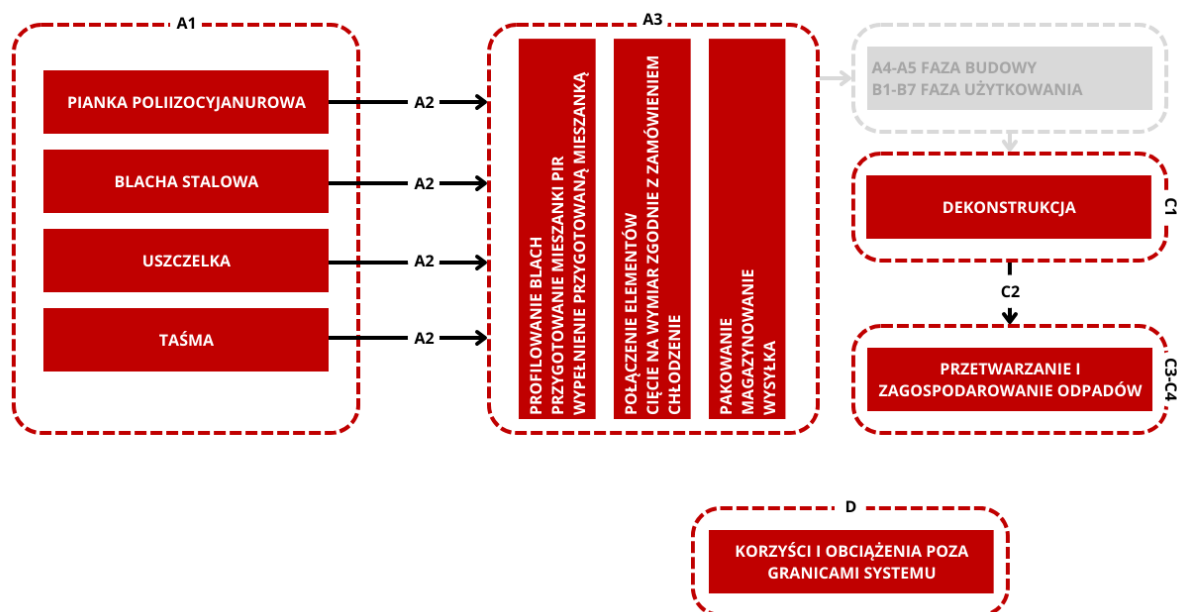 A1
PIANKA POLIIZOCYJANUROWA
BLACHA STALOWA
USZCZELKA
TAŚMA
A2
A2
A2
A2
A3
PROFILOWANIE BLACH
PRZYGOTOWANIE MIESZANKI PIR
WYPEŁNIENIE PRZYGOTOWANĄ MIESZANKĄ
POŁĄCZENIE ELEMENTÓW
CIĘCIE NA WYMIAR ZGODNIE Z ZAMÓWIENIEM
CHŁODZENIE
PAKOWANIE
MAGAZYNOWANIE
WYSYŁKA
A4-A5 FAZA BUDOWY
B1-B7 FAZA UŻYTKOWANIA
DEKONSTRUKCJA
C1
C2
PRZETWARZANIE I
ZAGOSPODAROWANIE ODPADÓW
C3-C4
D
KORZYŚCI I OBCIĄŻENIA POZA
GRANICAMI SYSTEMU